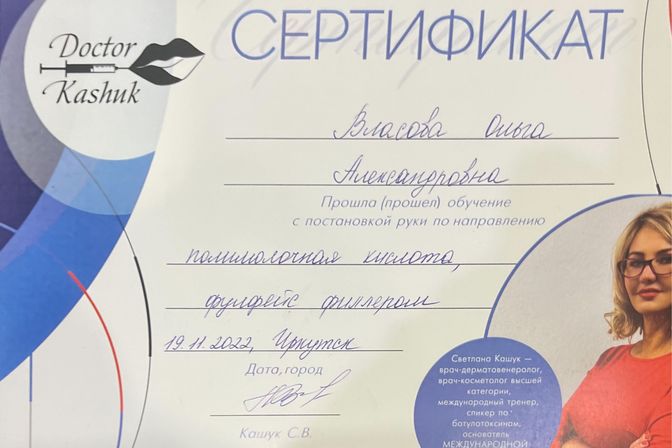 Doctor
Kashuk
СЕРТИФИКАТ
Власова Ольга
Александровна
Прошла (прошел) обучение
с постановкой руки по направлению
полимолочная кислота,
фулфейс филлером
19.11.2022, Иркутск
Дата, город
Кашук С.В.
Светлана Кашук —
врач-дерматовенеролог,
врач-косметолог высшей
категории,
международный тренер,
спикер по
батулотоксинам,
основатель
МЕЖДУНАРОДНОЙ